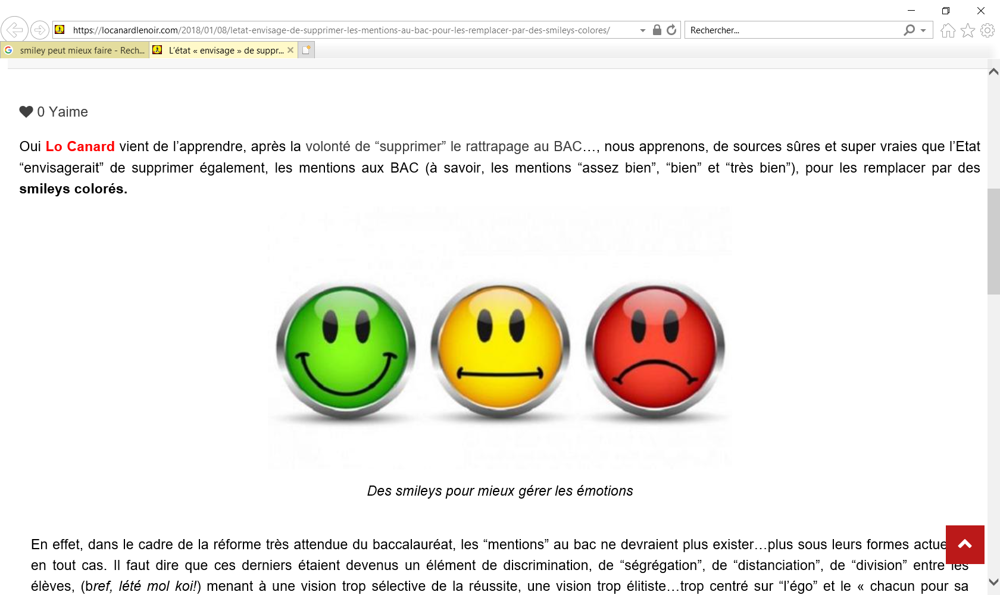 https://locanardlenoir.com/2018/01/08/letat-envisage-de-supprimer-les-mentions-au-bac-pour-les-remplacer-par-des-smileys-colores/
Rechercher...
smiley peut mieux faire - Rech...
L'état « envisage » de suppr...
0 Yaime
Oui Lo Canard vient de l’apprendre, après la volonté de “supprimer” le rattrapage au BAC…, nous apprenons, de sources sûres et super vraies que l’Etat
“envisagerait” de supprimer également, les mentions aux BAC (à savoir, les mentions “assez bien”, “bien” et “très bien”), pour les remplacer par des
smileys colorés.
Des smileys pour mieux gérer les émotions
En effet, dans le cadre de la réforme très attendue du baccalauréat, les “mentions” au bac ne devraient plus exister…plus sous leurs formes actue
en tout cas. Il faut dire que ces derniers étaient devenus un élément de discrimination, de “ségrégation”, de “distanciation”, de “division” entre les
élèves, (bref, lété mol koi!) menant à une vision trop sélective de la réussite, une vision trop élitiste…trop centré sur “l’égo” et le « chacun pour sa